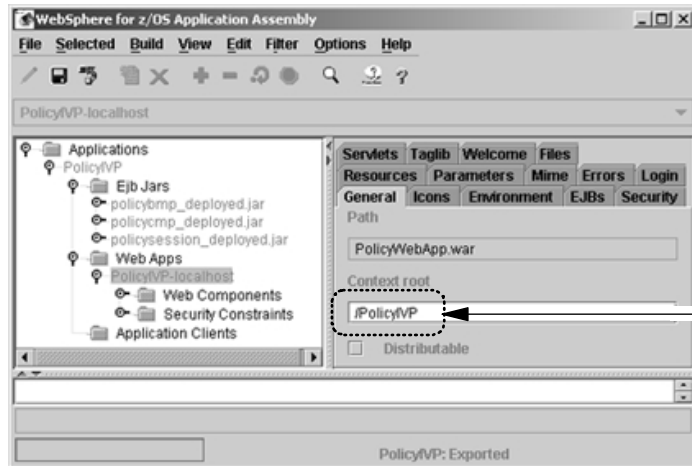 WebSphere for z/OS Application Assembly
File Selected Build View Edit Filter Options Help
PolicyIVP-localhost
Applications
PolicyIVP
Ejb Jars
policybmp_deployed.jar
policycmp_deployed.jar
policysession_deployed.jar
Web Apps
PolicyIVP-localhost
Web Components
Security Constraints
Application Clients
Servlets Taglib Welcome Files
Resources Parameters Mime Errors Login
General Icons Environment EJBs Security
Path
PolicyWebApp.war
Context root
/PolicyIVP
Distributable
PolicyIVP: Exported